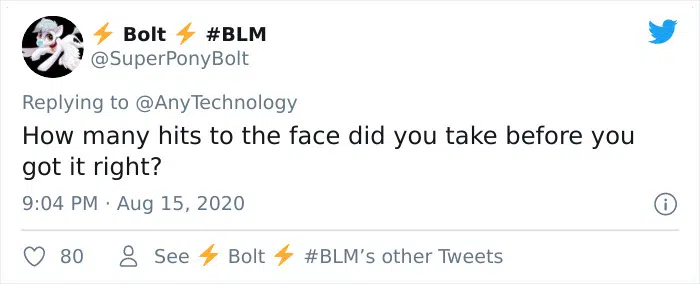 ⚡ Bolt ⚡ #BLM
@SuperPonyBolt
Replying to @AnyTechnology
How many hits to the face did you take before you
got it right?
9:04 PM · Aug 15, 2020
80 See ⚡ Bolt ⚡ #BLM’s other Tweets